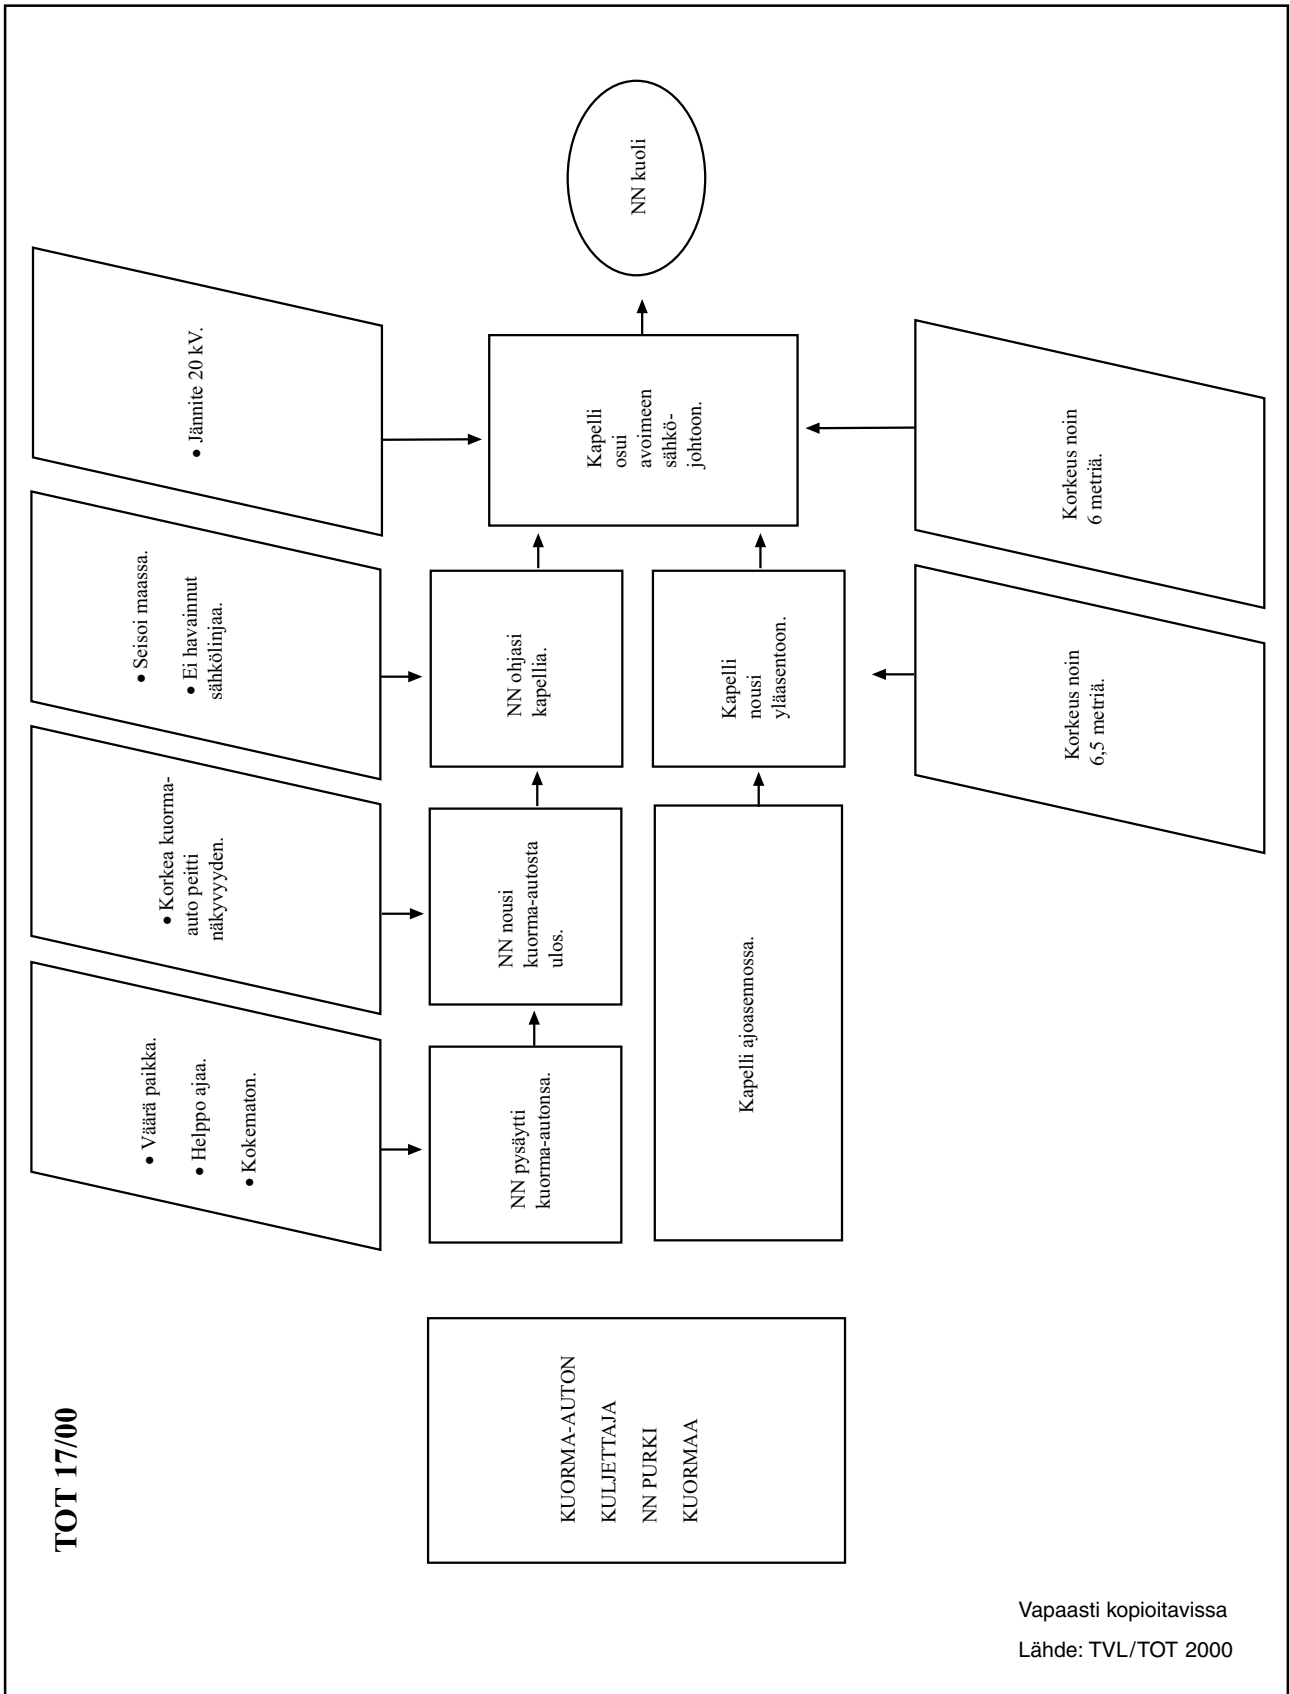 TOT 17/00
KUORMA-AUTON
KULJETTAJA
NN PURKI
KUORMAA
• Väärä paikka.
• Helppo ajaa.
• Kokematon.
• Korkea kuorma-
auto peitti
näkyvyyden.
• Seisoi maassa.
• Ei havainnut
sähkölinjaa.
• Jännite 20 kV.
NN pysäytti
kuorma-autonsa.
NN nousi
kuorma-autosta
ulos.
NN ohjasi
kapellia.
Kapelli
osui
avoimeen
sähkö-
johtoon.
NN kuoli
Kapelli ajoasennossa.
Kapelli
nousi
yläasentoon.
Korkeus noin
6,5 metriä.
Korkeus noin
6 metriä.
Vapaasti kopioitavissa
Lähde: TVL/TOT 2000